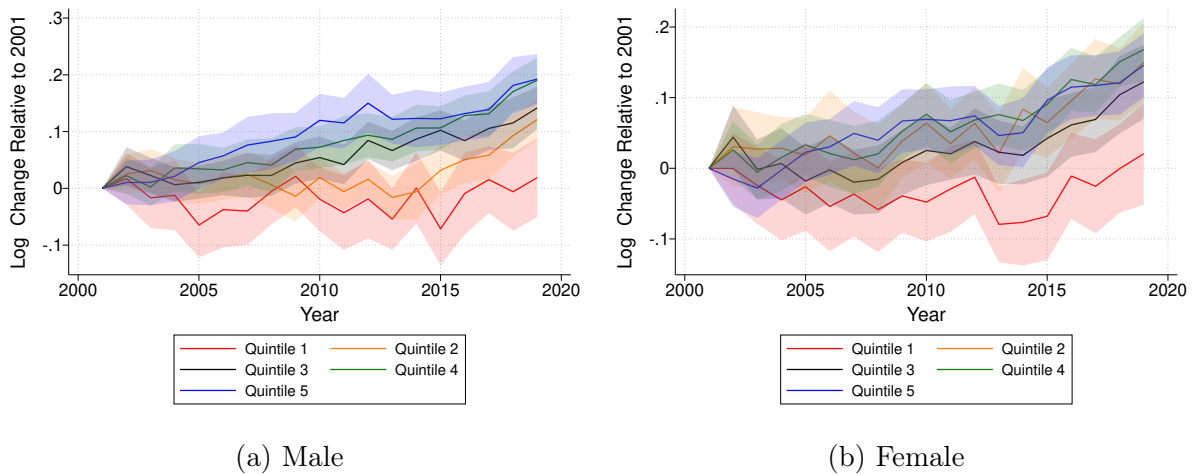 Log Change Relative to 2001
.3
.2
.1
0
-.1
2000 2005 2010 2015 2020
Year
Quintile 1 Quintile 2
Quintile 3 Quintile 4
Quintile 5
(a) Male
Log Change Relative to 2001
.2
.1
0
-.1
2000 2005 2010 2015 2020
Year
Quintile 1 Quintile 2
Quintile 3 Quintile 4
Quintile 5
(b) Female